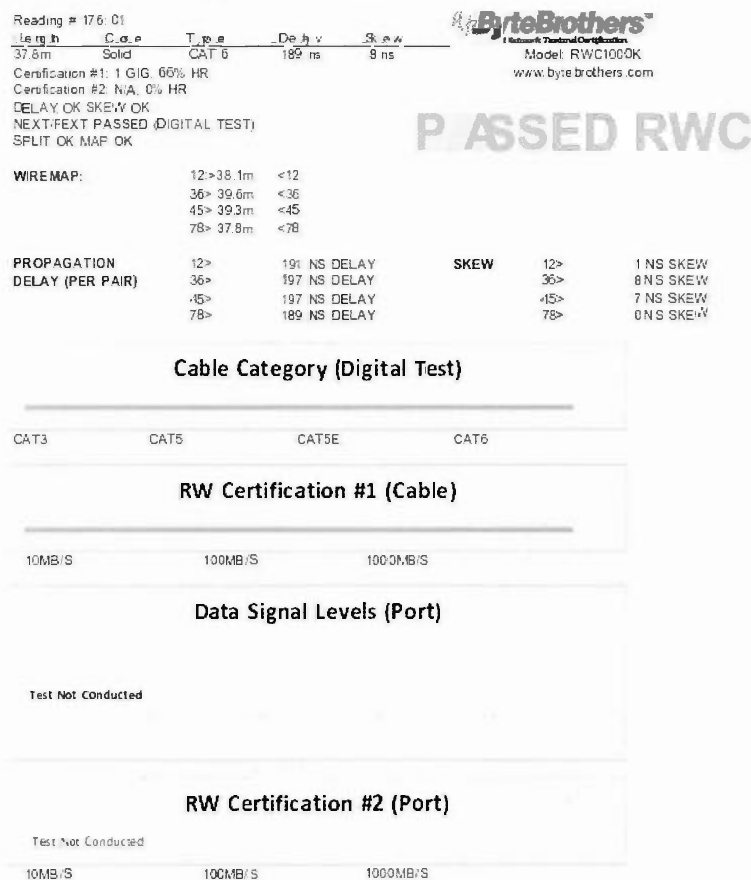 Reading # 176: C1
ByteBrothers™
Length Core Type Delay Skew
37.8m Solid CAT 6 189 ns 8 ns
Model: RWC1000K
Certification #1: 1 GIG, 66% HR
www.bytebrothers.com
Certification #2: N/A, 0% HR
DELAY OK SKEW OK
NEXT/FEXT PASSED (DIGITAL TEST)
SPLIT OK MAP OK
PASSED RWC
WIREMAP: 12>38.1m <12
36> 39.6m <36
45> 39.3m <45
78> 37.8m <78
PROPAGATION 12> 191 NS DELAY SKEW 12> 1 NS SKEW
DELAY (PER PAIR) 36> 197 NS DELAY 36> 8 NS SKEW
45> 197 NS DELAY 45> 7 NS SKEW
78> 189 NS DELAY 78> 0 NS SKEW
Cable Category (Digital Test)
CAT3 CAT5 CAT5E CAT6
RW Certification #1 (Cable)
10MB/S 100MB/S 1000MB/S
Data Signal Levels (Port)
Test Not Conducted
RW Certification #2 (Port)
Test Not Conducted
10MB/S 100MB/S 1000MB/S